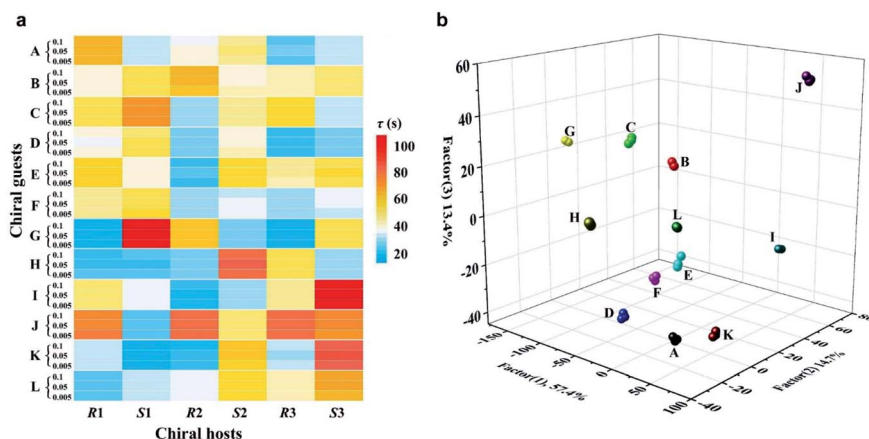 a
Chiral guests
A { 0.1 0.05 0.005
B { 0.1 0.05 0.005
C { 0.1 0.05 0.005
D { 0.1 0.05 0.005
E { 0.1 0.05 0.005
F { 0.1 0.05 0.005
G { 0.1 0.05 0.005
H { 0.1 0.05 0.005
I { 0.1 0.05 0.005
J { 0.1 0.05 0.005
K { 0.1 0.05 0.005
L { 0.1 0.05 0.005
R1 S1 R2 S2 R3 S3
Chiral hosts
τ (s)
100
80
60
40
20
b
Factor(3) 13.4%
60
40
20
0
-20
-40
J
G
C
B
H
L
I
E
F
D
A
K
-150
-100
-50
0
50
100
Factor(1), 57.4%
-40
-20
0
20
40
60
Factor(2) 14.7%